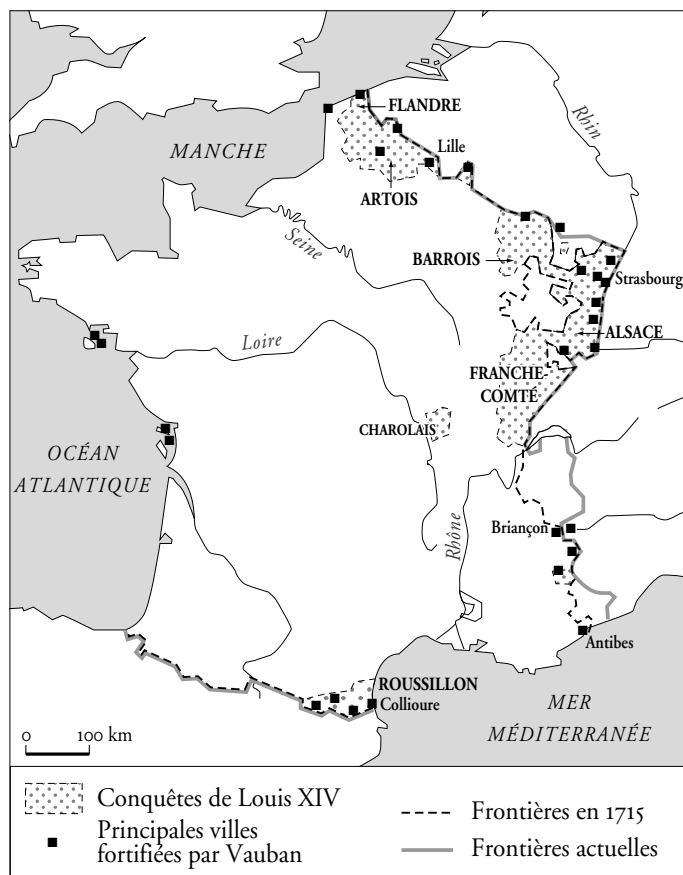 FLANDRE
Rhin
MANCHE
Lille
ARTOIS
Seine
BARROIS
Strasbourg
Loire
ALSACE
FRANCHE
COMTÉ
CHAROLAIS
OCÉAN
ATLANTIQUE
Briançon
Rhône
Antibes
ROUSSILLON
Collioure
MER
MÉDITERRANÉE
0 100 km
Conquêtes de Louis XIV
Principales villes
fortifiées par Vauban
Frontières en 1715
Frontières actuelles